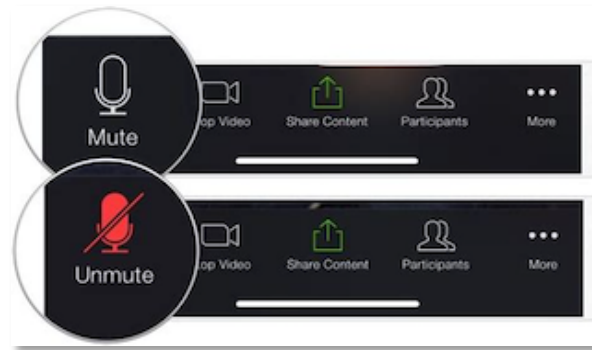 Mute
op Video
Share Content
Participants
More
Unmute
op Video
Share Content
Participants
More